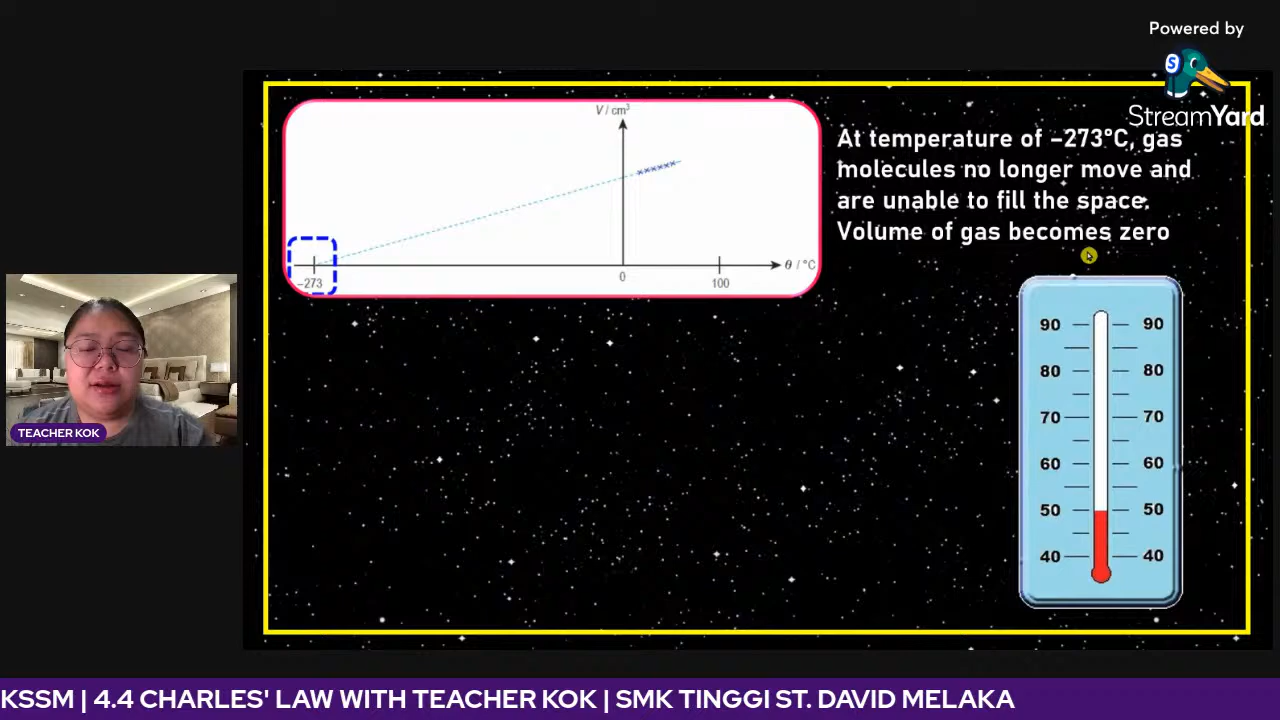 Powered by
S
StreamYard
V / cm³
θ / °C
−273
0
100
At temperature of −273°C, gas
molecules no longer move and
are unable to fill the space.
Volume of gas becomes zero
90 90
80 80
70 70
60 60
50 50
40 40
TEACHER KOK
KSSM | 4.4 CHARLES' LAW WITH TEACHER KOK | SMK TINGGI ST. DAVID MELAKA